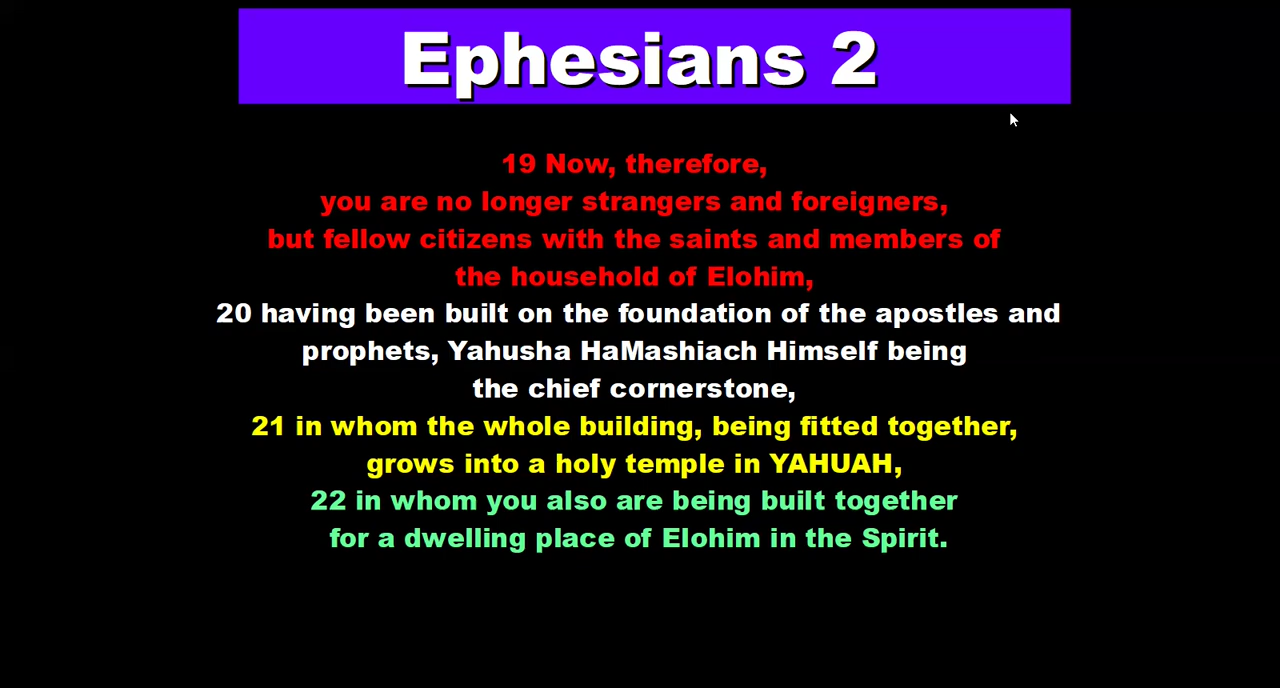 Ephesians 2
19 Now, therefore,
you are no longer strangers and foreigners,
but fellow citizens with the saints and members of
the household of Elohim,
20 having been built on the foundation of the apostles and
prophets, Yahusha HaMashiach Himself being
the chief cornerstone,
21 in whom the whole building, being fitted together,
grows into a holy temple in YAHUAH,
22 in whom you also are being built together
for a dwelling place of Elohim in the Spirit.